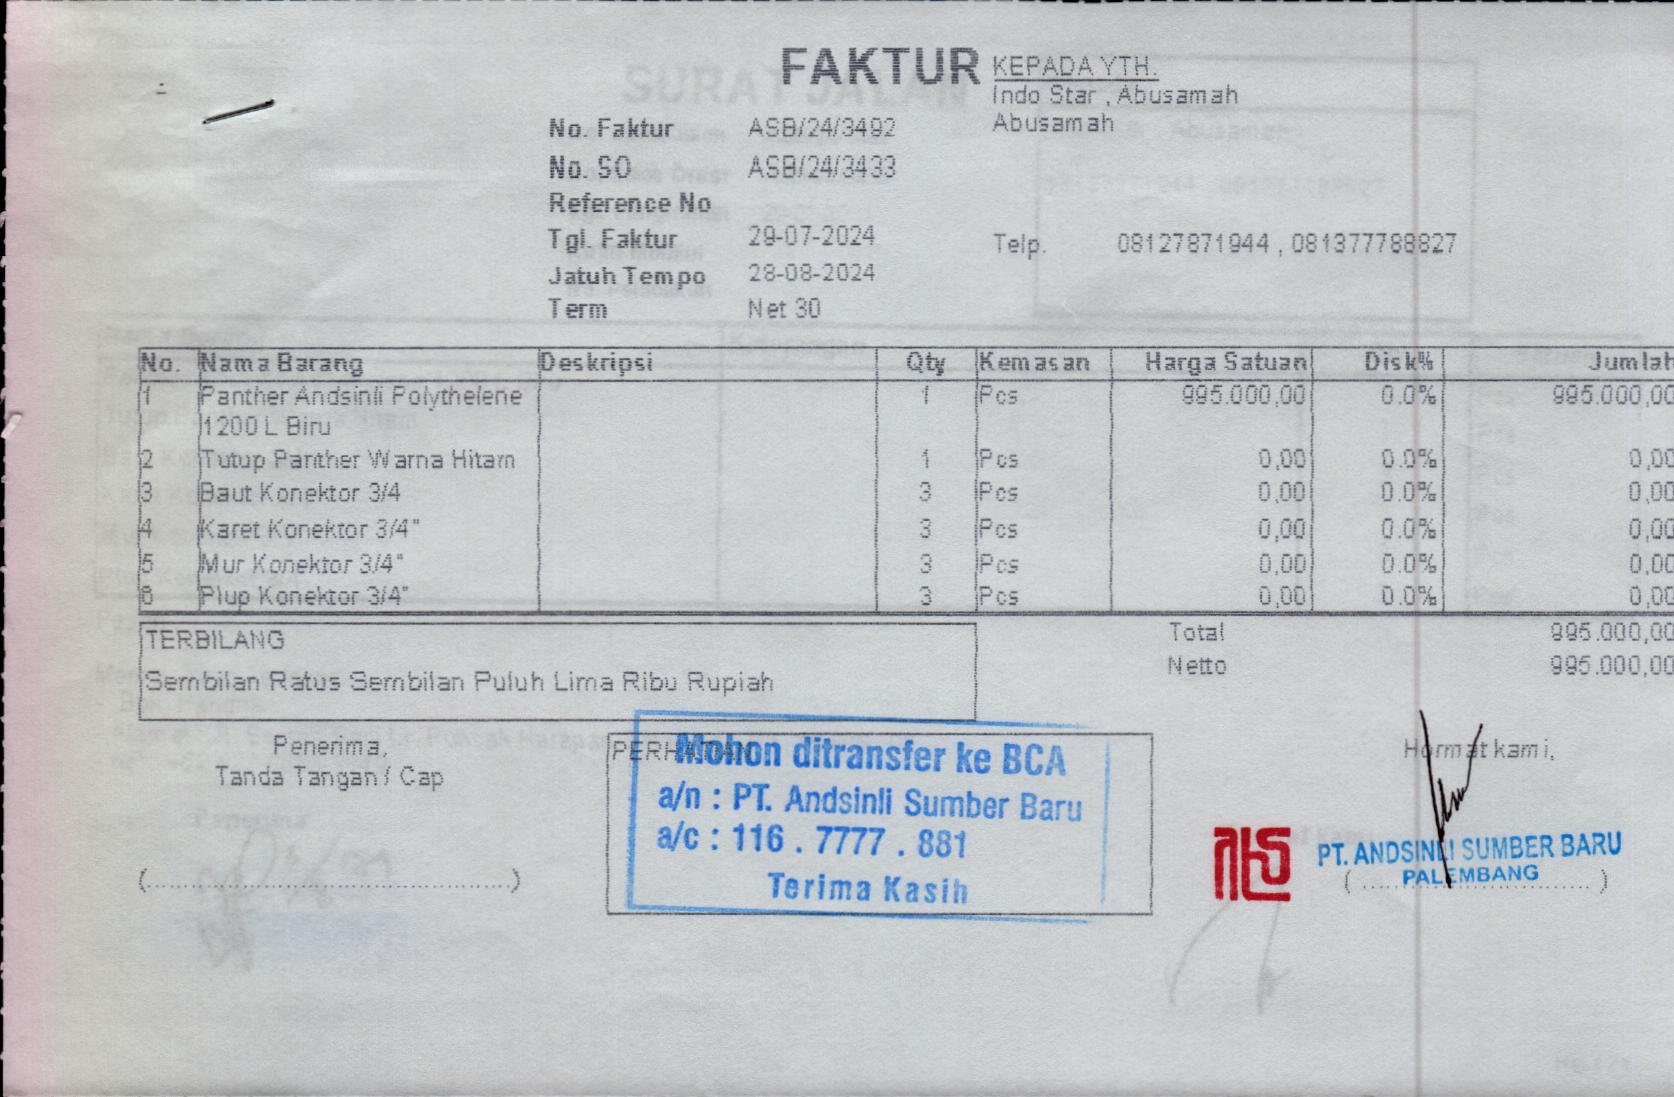 FAKTUR
KEPADA YTH.
Indo Star , Abusamah
Abusamah
No. Faktur ASB/24/3492
No. SO ASB/24/3433
Reference No
Tgl. Faktur 29-07-2024
Telp. 08127871944 , 081377788827
Jatuh Tempo 28-08-2024
Term Net 30
No. Nama Barang Deskripsi Qty Kemasan Harga Satuan Disk% Jumlah
1 Panther Andsinli Polythelene 1 Pcs 995.000,00 0.0% 995.000,00
1200 L Biru
2 Tutup Panther Warna Hitam 1 Pcs 0,00 0.0% 0,00
3 Baut Konektor 3/4 3 Pcs 0,00 0.0% 0,00
4 Karet Konektor 3/4" 3 Pcs 0,00 0.0% 0,00
5 Mur Konektor 3/4" 3 Pcs 0,00 0.0% 0,00
6 Plup Konektor 3/4" 3 Pcs 0,00 0.0% 0,00
TERBILANG
Sembilan Ratus Sembilan Puluh Lima Ribu Rupiah
Total 995.000,00
Netto 995.000,00
Penerima,
Tanda Tangan / Cap
PERHATIAN
Mohon ditransfer ke BCA
a/n : PT. Andsinli Sumber Baru
a/c : 116 . 7777 . 881
Terima Kasih
Hormat kami,
PT. ANDSINLI SUMBER BARU
PALEMBANG